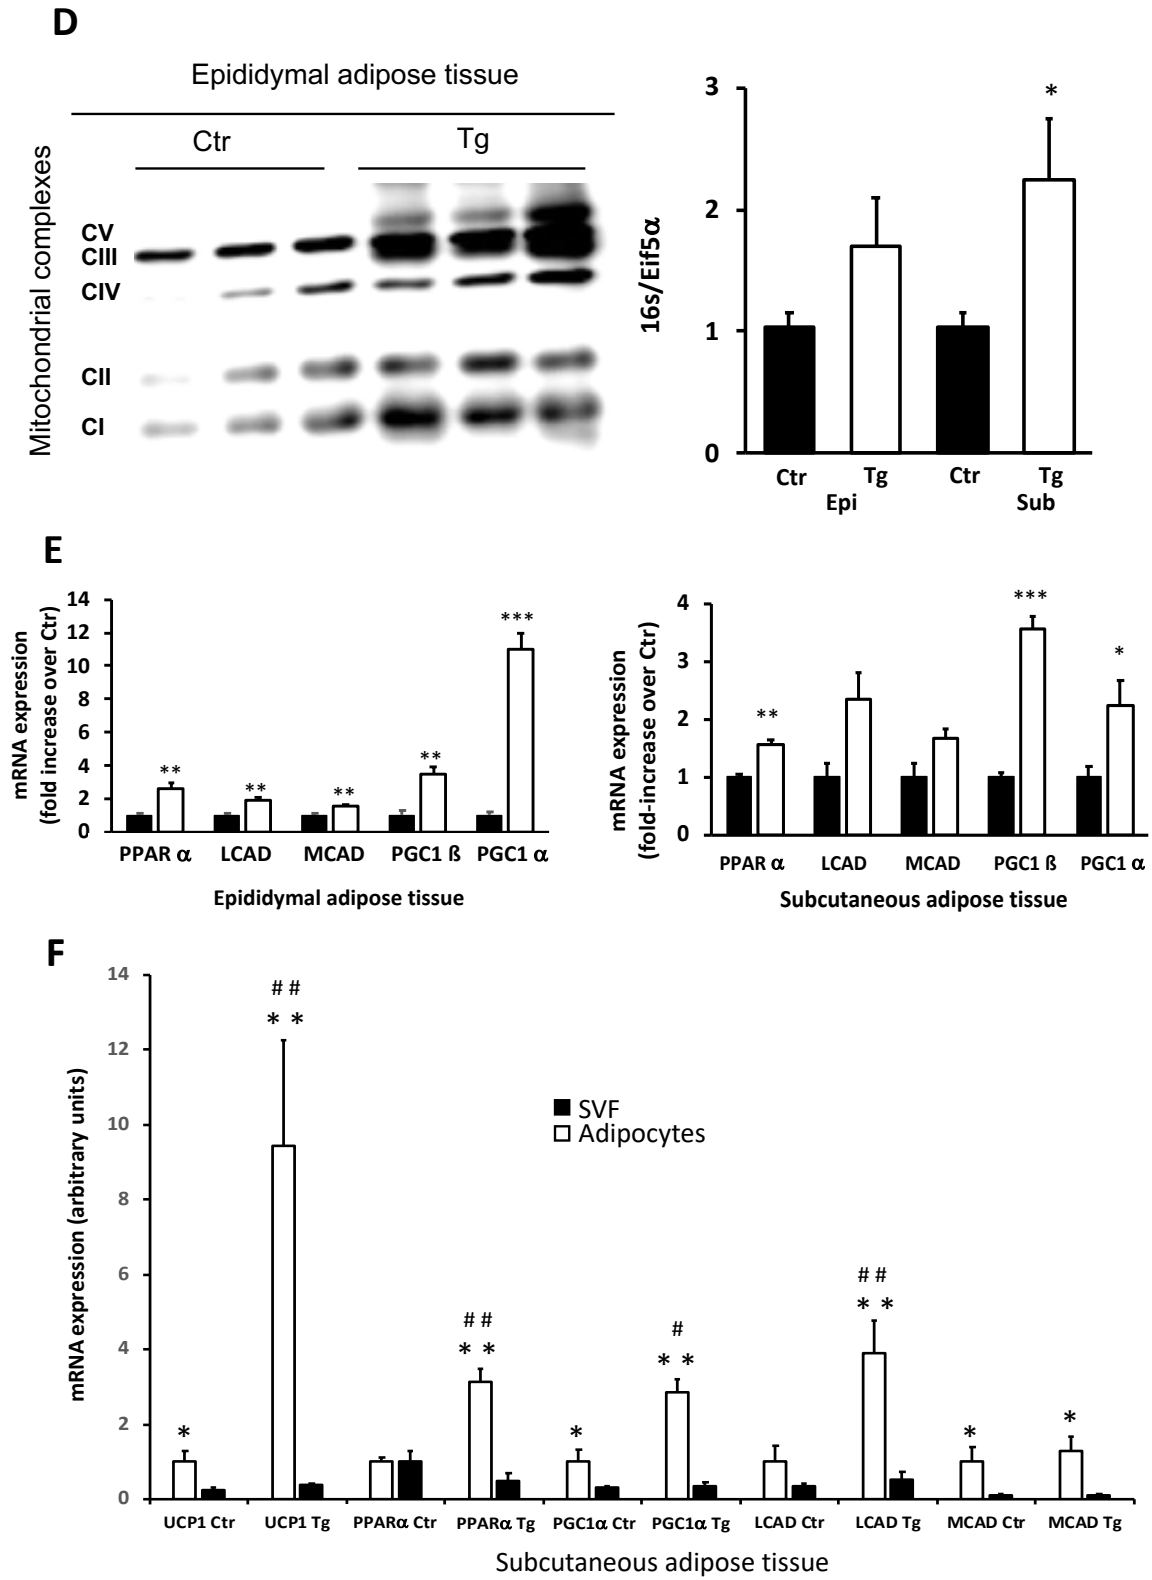 D
Epididymal adipose tissue
Ctr
Tg
Mitochondrial complexes
CV
CIII
CIV
CII
CI
3
2
1
0
*
16s/Eif5α
Ctr Tg Ctr Tg
Epi Sub
E
14
12
10
8
6
4
2
0
mRNA expression
(fold increase over Ctr)
** ** ** ** ***
PPAR α LCAD MCAD PGC1 ß PGC1 α
Epididymal adipose tissue
4
3
2
1
0
mRNA expression
(fold-increase over Ctr)
** *** *
PPAR α LCAD MCAD PGC1 ß PGC1 α
Subcutaneous adipose tissue
F
14
12
10
8
6
4
2
0
mRNA expression (arbitrary units)
SVF
Adipocytes
# #
* *
# #
* *
#
* *
# #
* *
* * * *
UCP1 Ctr UCP1 Tg PPARα Ctr PPARα Tg PGC1α Ctr PGC1α Tg LCAD Ctr LCAD Tg MCAD Ctr MCAD Tg
Subcutaneous adipose tissue